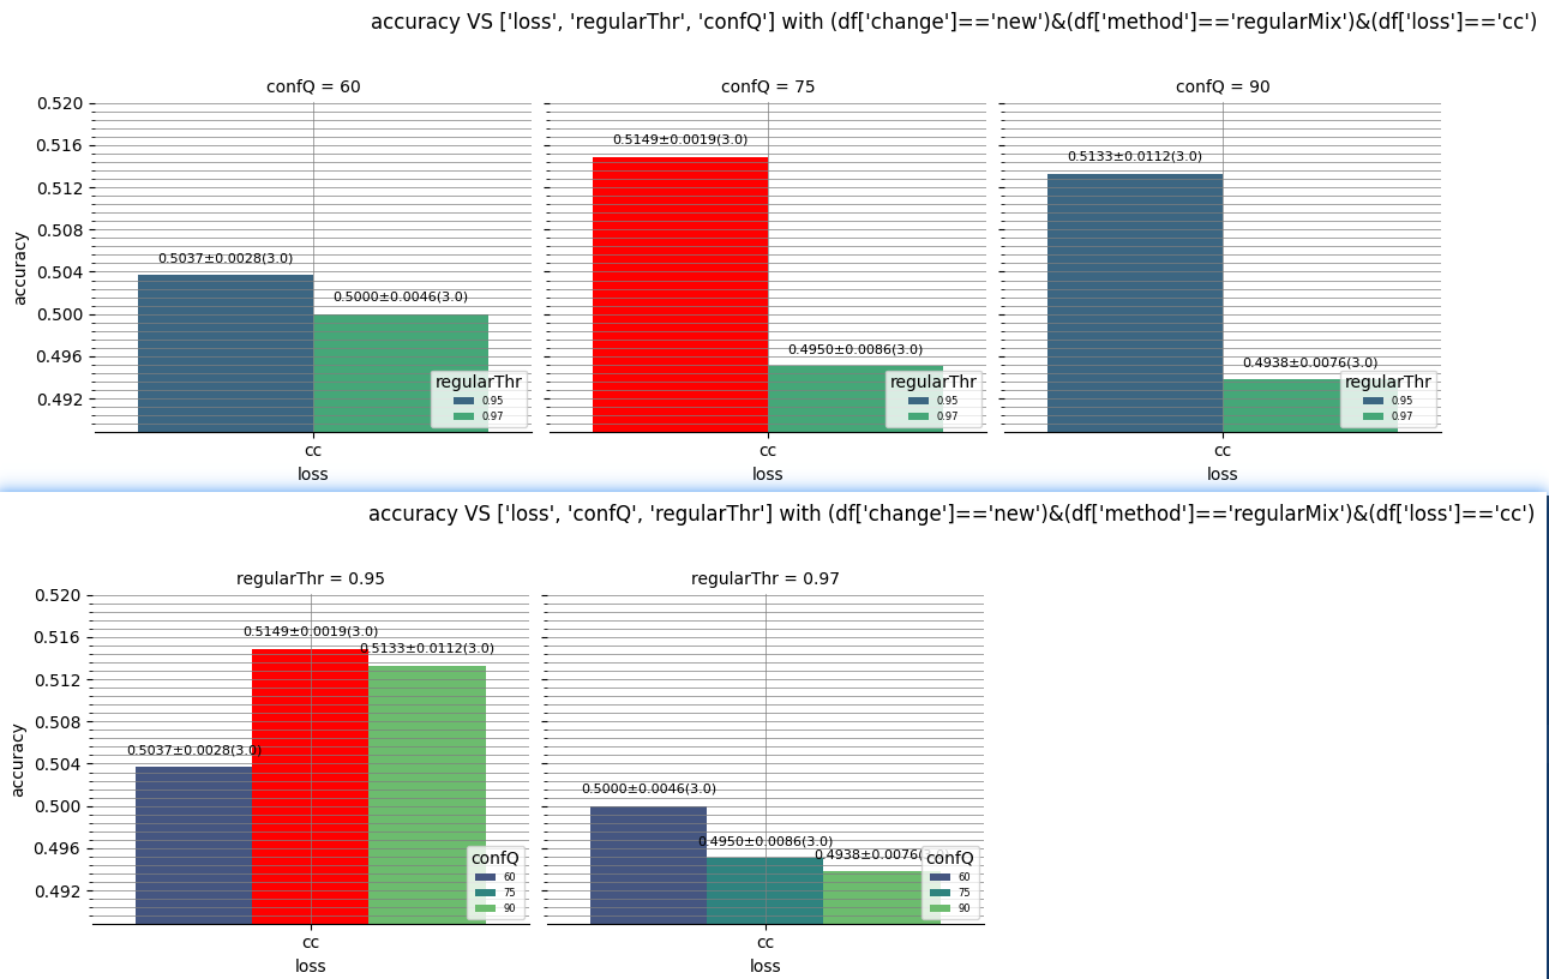 accuracy VS ['loss', 'regularThr', 'confQ'] with (df['change']=='new')&(df['method']=='regularMix')&(df['loss']=='cc')
confQ = 60
confQ = 75
confQ = 90
0.520
0.516
0.512
0.508
0.504
0.500
0.496
0.492
accuracy
0.5037±0.0028(3.0)
0.5000±0.0046(3.0)
regularThr
0.95
0.97
cc
loss
0.5149±0.0019(3.0)
0.4950±0.0086(3.0)
regularThr
0.95
0.97
cc
loss
0.5133±0.0112(3.0)
0.4938±0.0076(3.0)
regularThr
0.95
0.97
cc
loss
accuracy VS ['loss', 'confQ', 'regularThr'] with (df['change']=='new')&(df['method']=='regularMix')&(df['loss']=='cc')
regularThr = 0.95
regularThr = 0.97
0.520
0.516
0.512
0.508
0.504
0.500
0.496
0.492
accuracy
0.5037±0.0028(3.0)
0.5149±0.0019(3.0)
0.5133±0.0112(3.0)
confQ
60
75
90
cc
loss
0.5000±0.0046(3.0)
0.4950±0.0086(3.0)
0.4938±0.0076(3.0)
confQ
60
75
90
cc
loss